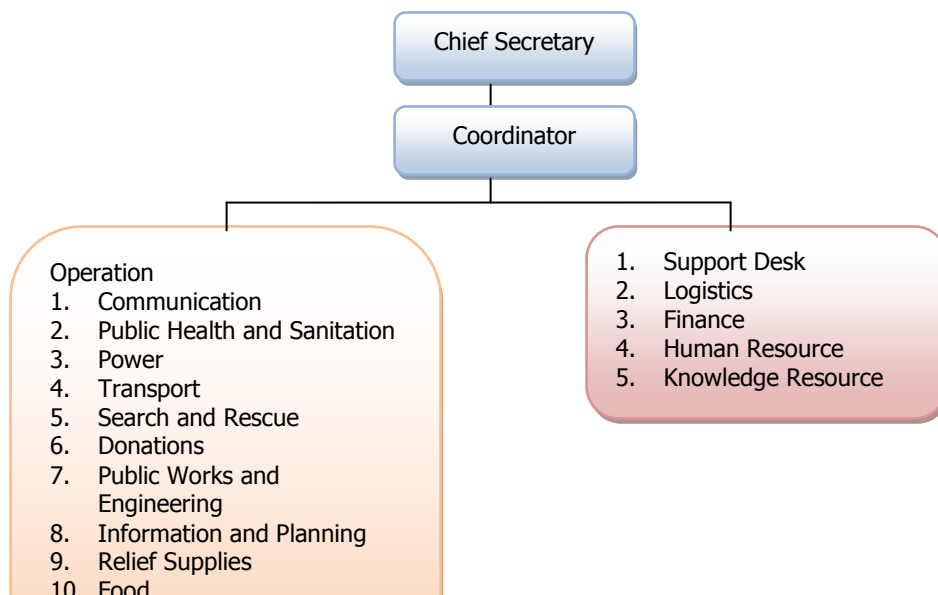 Chief Secretary
Coordinator
Operation
1. Communication
2. Public Health and Sanitation
3. Power
4. Transport
5. Search and Rescue
6. Donations
7. Public Works and
Engineering
8. Information and Planning
9. Relief Supplies
10. Food
1. Support Desk
2. Logistics
3. Finance
4. Human Resource
5. Knowledge Resource